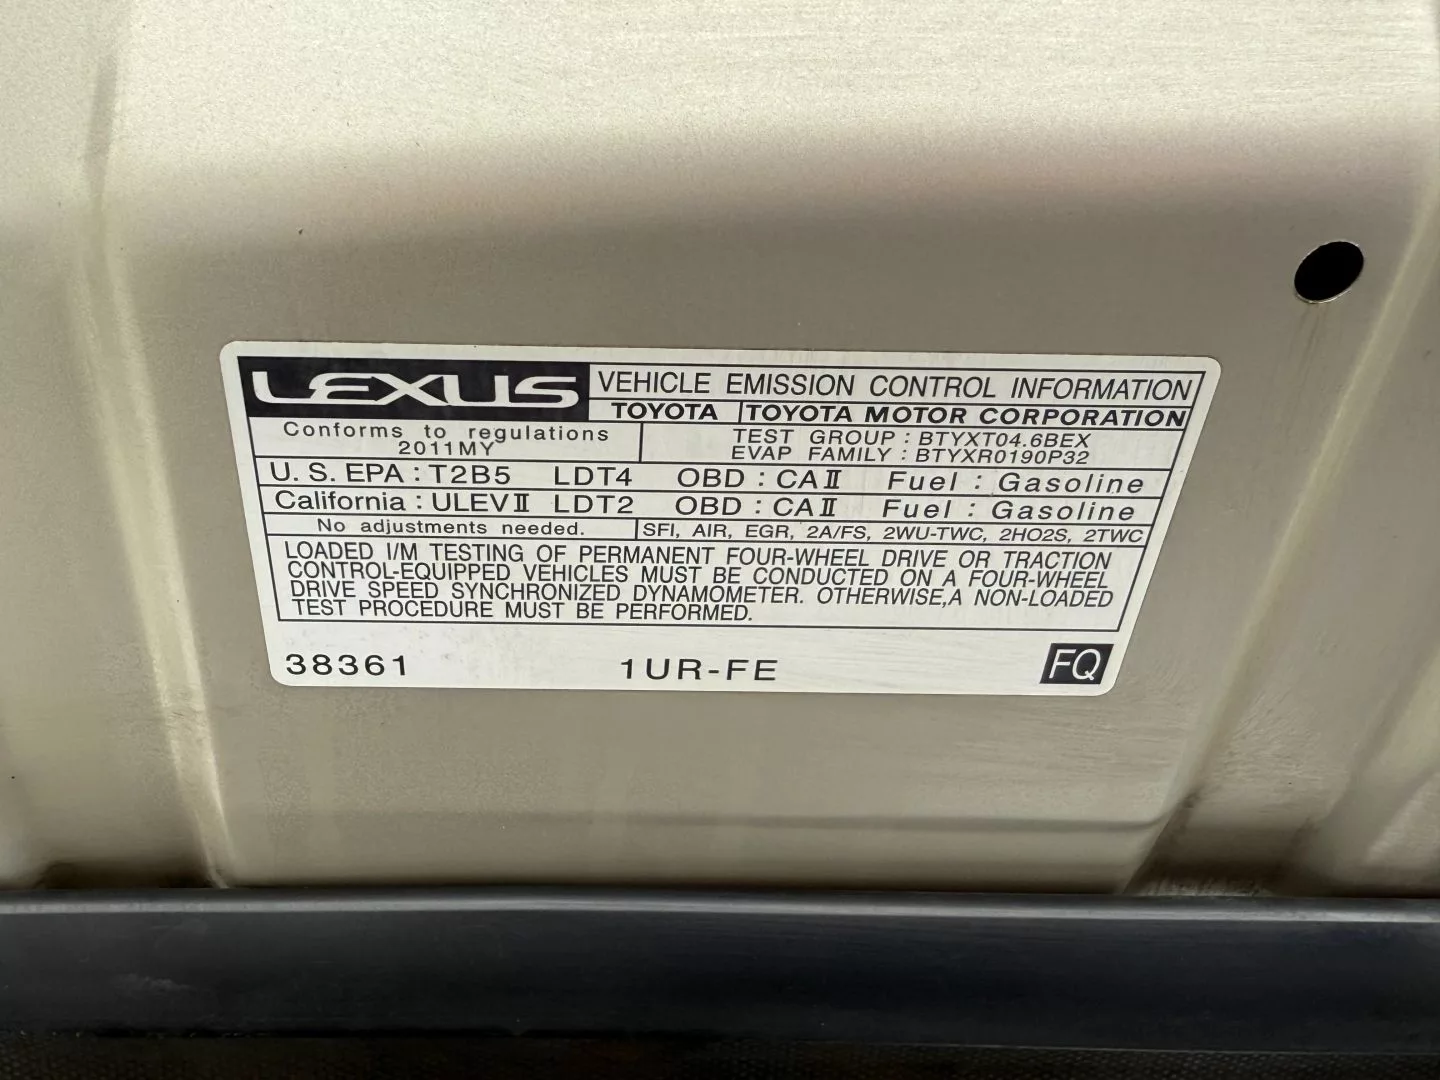 LEXUS VEHICLE EMISSION CONTROL INFORMATION
TOYOTA TOYOTA MOTOR CORPORATION
Conforms to regulations
2011MY
TEST GROUP : BTYXT04.6BEX
EVAP FAMILY : BTYXR0190P32
U.S. EPA : T2B5 LDT4 OBD : CAⅡ Fuel : Gasoline
California : ULEVⅡ LDT2 OBD : CAⅡ Fuel : Gasoline
No adjustments needed. SFI, AIR, EGR, 2A/FS, 2WU-TWC, 2HO2S, 2TWC
LOADED I/M TESTING OF PERMANENT FOUR-WHEEL DRIVE OR TRACTION
CONTROL-EQUIPPED VEHICLES MUST BE CONDUCTED ON A FOUR-WHEEL
DRIVE SPEED SYNCHRONIZED DYNAMOMETER. OTHERWISE,A NON-LOADED
TEST PROCEDURE MUST BE PERFORMED.
38361 1UR-FE FQ